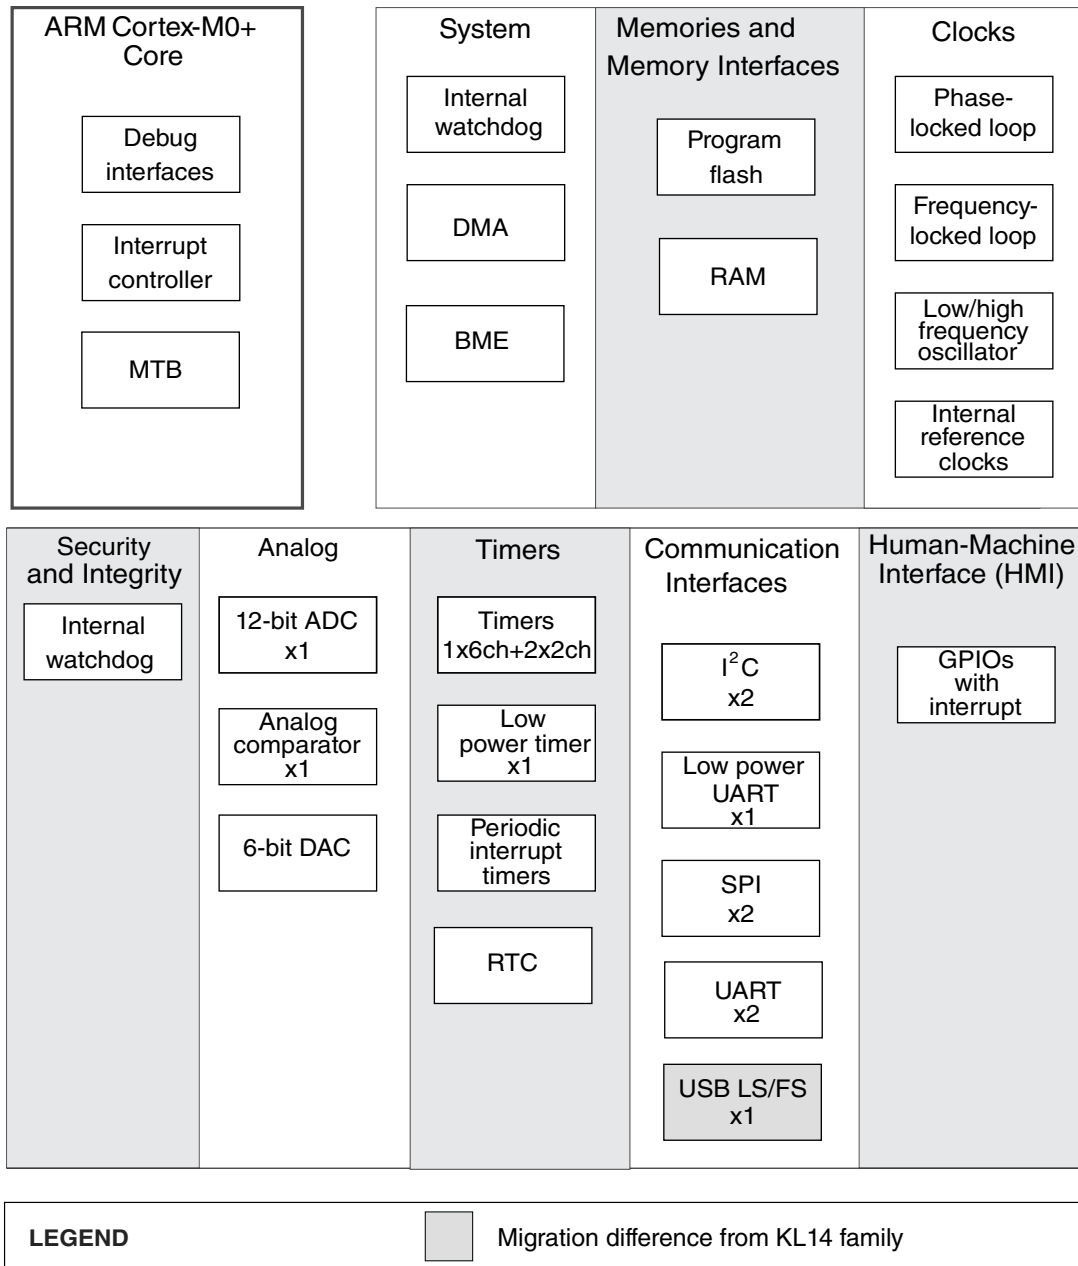 ARM Cortex-M0+
Core
Debug
interfaces
Interrupt
controller
MTB
System
Internal
watchdog
DMA
BME
Memories and
Memory Interfaces
Program
flash
RAM
Clocks
Phase-
locked loop
Frequency-
locked loop
Low/high
frequency
oscillator
Internal
reference
clocks
Security
and Integrity
Internal
watchdog
Analog
12-bit ADC
x1
Analog
comparator
x1
6-bit DAC
Timers
Timers
1x6ch+2x2ch
Low
power timer
x1
Periodic
interrupt
timers
RTC
Communication
Interfaces
I²C
x2
Low power
UART
x1
SPI
x2
UART
x2
USB LS/FS
x1
Human-Machine
Interface (HMI)
GPIOs
with
interrupt
LEGEND
Migration difference from KL14 family